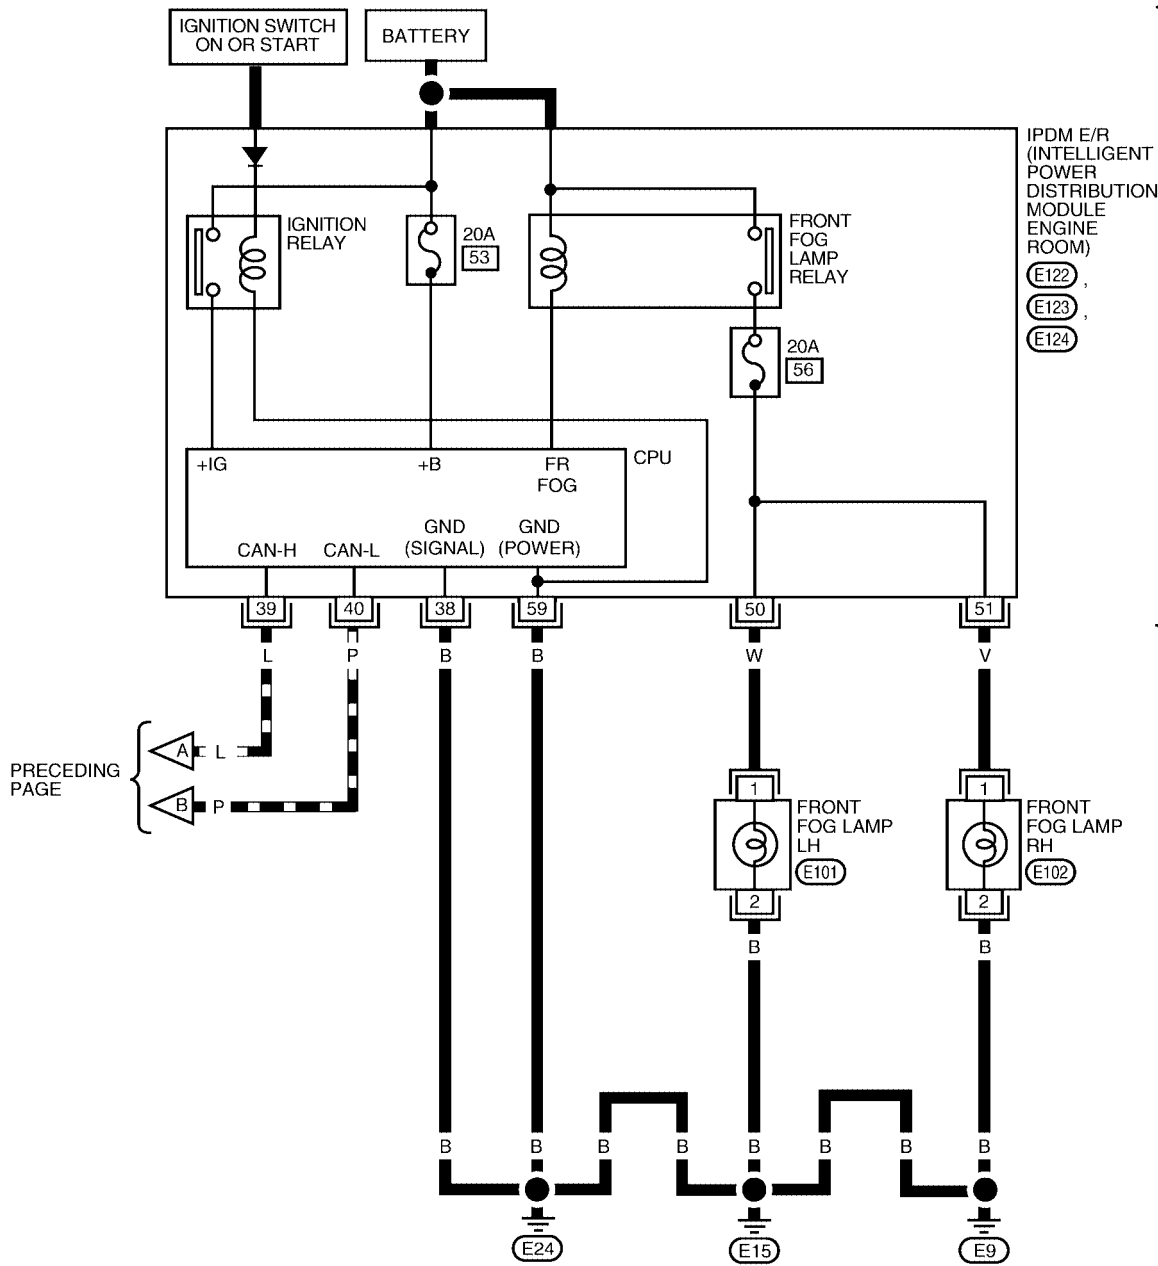 IGNITION SWITCH
ON OR START
BATTERY
IPDM E/R
(INTELLIGENT
POWER
DISTRIBUTION
MODULE
ENGINE
ROOM)
E122 ,
E123 ,
E124
IGNITION
RELAY
20A
53
FRONT
FOG
LAMP
RELAY
20A
56
+IG
+B
FR
FOG
CPU
CAN-H
CAN-L
GND
(SIGNAL)
GND
(POWER)
39
40
38
59
50
51
L
P
B
B
W
V
PRECEDING
PAGE
A
L
B
P
1
FRONT
FOG LAMP
LH
E101
2
1
FRONT
FOG LAMP
RH
E102
2
B
B
B
B
B
B
B
B
B
B
E24
E15
E9